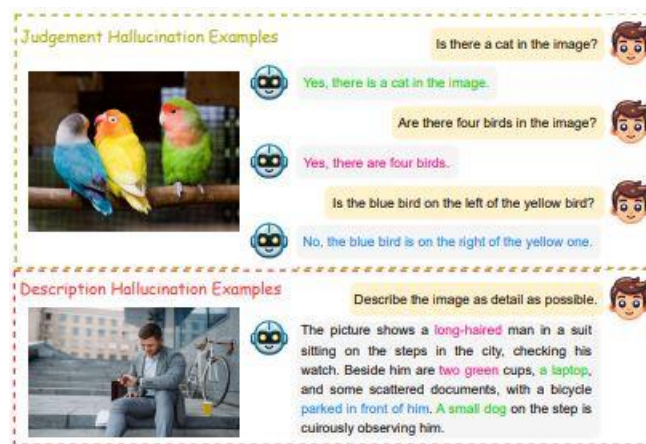 Judgement Hallucination Examples
Is there a cat in the image?
Yes, there is a cat in the image.
Are there four birds in the image?
Yes, there are four birds.
Is the blue bird on the left of the yellow bird?
No, the blue bird is on the right of the yellow one.
Description Hallucination Examples
Describe the image as detail as possible.
The picture shows a long-haired man in a suit
sitting on the steps in the city, checking his
watch. Beside him are two green cups, a laptop,
and some scattered documents, with a bicycle
parked in front of him. A small dog on the step is
cuirously observing him.